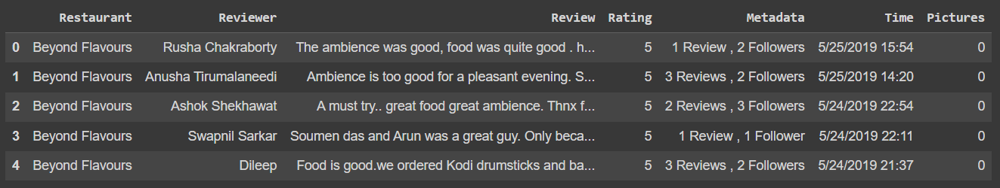 Restaurant Reviewer Review Rating Metadata Time Pictures
0 Beyond Flavours Rusha Chakraborty The ambience was good, food was quite good . h... 5 1 Review , 2 Followers 5/25/2019 15:54 0
1 Beyond Flavours Anusha Tirumalaneedi Ambience is too good for a pleasant evening. S... 5 3 Reviews , 2 Followers 5/25/2019 14:20 0
2 Beyond Flavours Ashok Shekhawat A must try.. great food great ambience. Thnx f... 5 2 Reviews , 3 Followers 5/24/2019 22:54 0
3 Beyond Flavours Swapnil Sarkar Soumen das and Arun was a great guy. Only beca... 5 1 Review , 1 Follower 5/24/2019 22:11 0
4 Beyond Flavours Dileep Food is good.we ordered Kodi drumsticks and ba... 5 3 Reviews , 2 Followers 5/24/2019 21:37 0